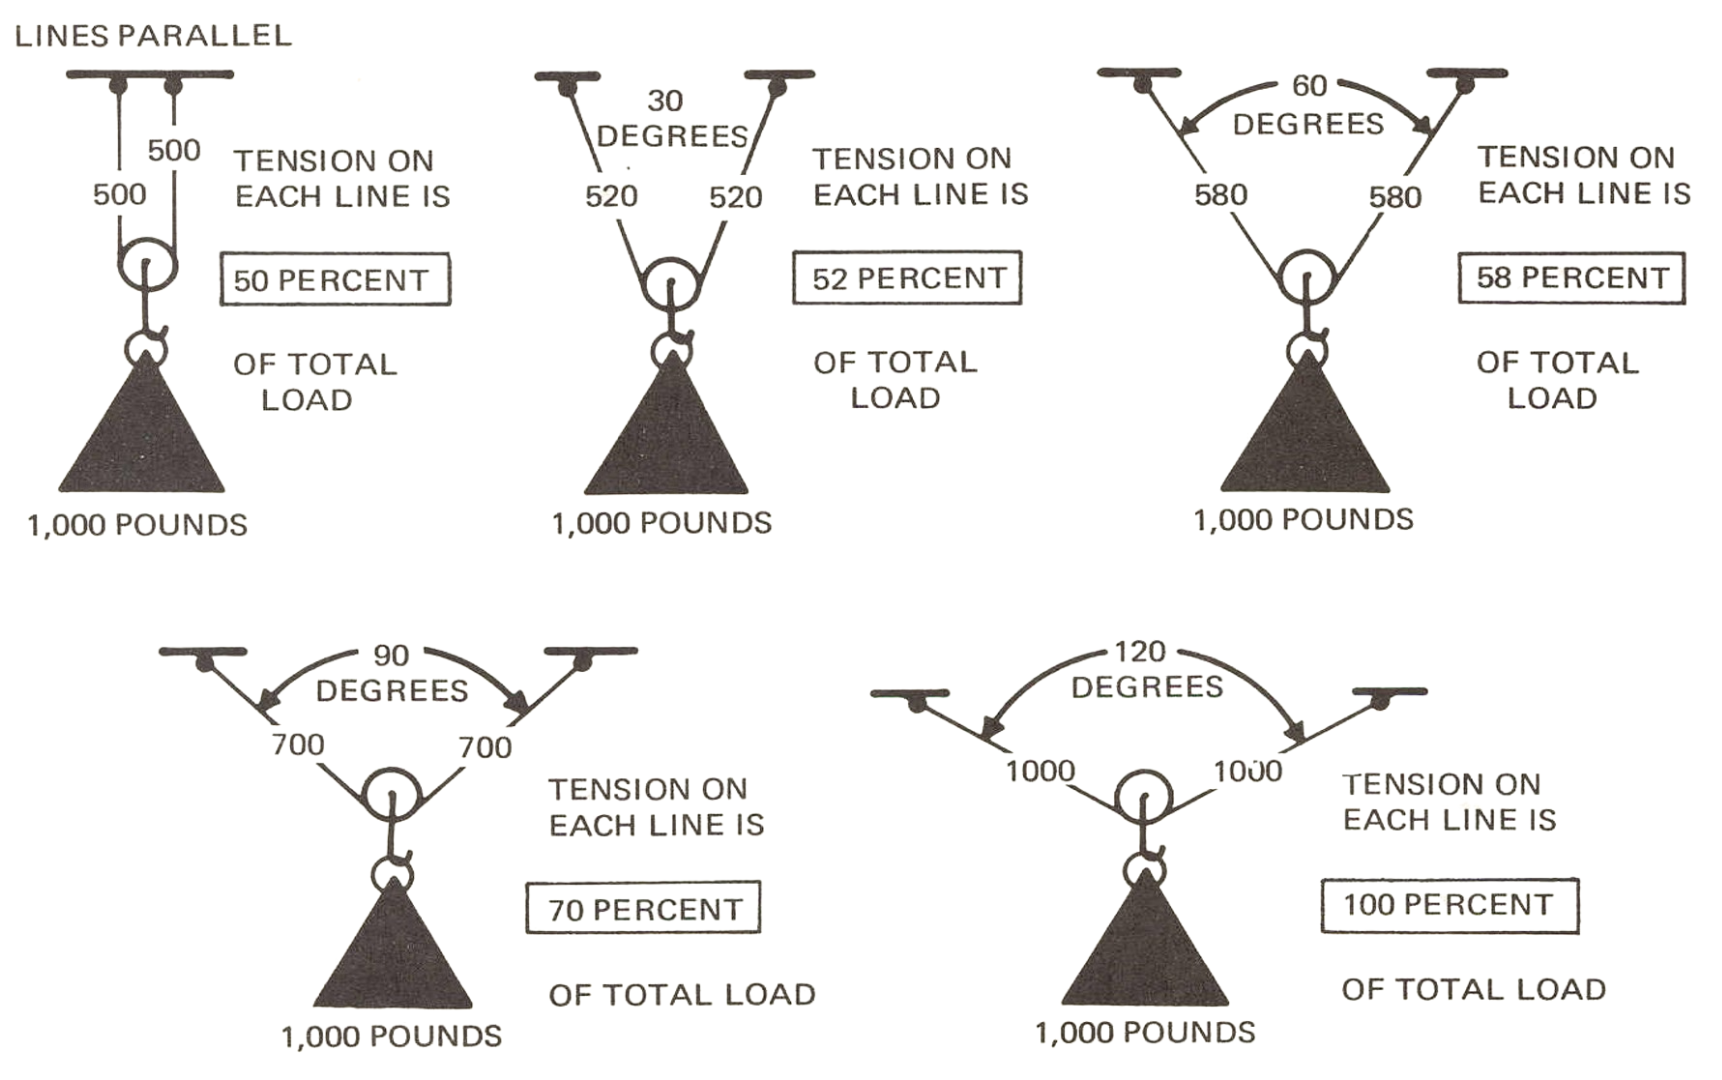 LINES PARALLEL
500
500
TENSION ON
EACH LINE IS
50 PERCENT
OF TOTAL
LOAD
1,000 POUNDS
30
DEGREES
520 520
TENSION ON
EACH LINE IS
52 PERCENT
OF TOTAL
LOAD
1,000 POUNDS
60
DEGREES
580 580
TENSION ON
EACH LINE IS
58 PERCENT
OF TOTAL
LOAD
1,000 POUNDS
90
DEGREES
700 700
TENSION ON
EACH LINE IS
70 PERCENT
OF TOTAL LOAD
1,000 POUNDS
120
DEGREES
1000 1000
TENSION ON
EACH LINE IS
100 PERCENT
OF TOTAL LOAD
1,000 POUNDS